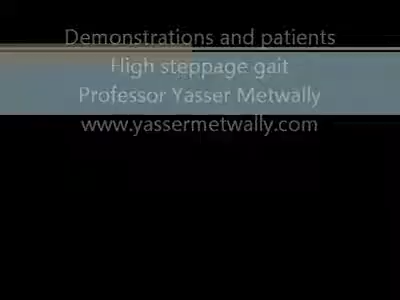 Demonstrations and patients
High steppage gait
Professor Yasser Metwally
www.yassermetwally.com